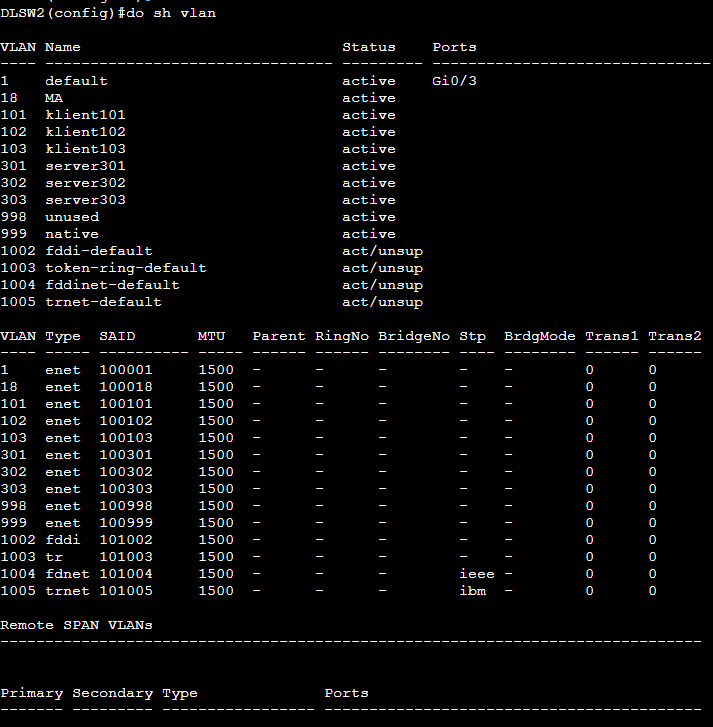 DLSW2(config)#do sh vlan
VLAN Name                             Status    Ports
---- -------------------------------- --------- -------------------------------
1    default                          active    Gi0/3
18   MA                               active
101  klient101                        active
102  klient102                        active
103  klient103                        active
301  server301                        active
302  server302                        active
303  server303                        active
998  unused                           active
999  native                           active
1002 fddi-default                     act/unsup
1003 token-ring-default               act/unsup
1004 fddinet-default                  act/unsup
1005 trnet-default                    act/unsup
VLAN Type  SAID       MTU   Parent RingNo BridgeNo Stp  BrdgMode Trans1 Trans2
---- ----- ---------- ----- ------ ------ -------- ---- -------- ------ ------
1    enet  100001     1500  -      -      -        -    -        0      0
18   enet  100018     1500  -      -      -        -    -        0      0
101  enet  100101     1500  -      -      -        -    -        0      0
102  enet  100102     1500  -      -      -        -    -        0      0
103  enet  100103     1500  -      -      -        -    -        0      0
301  enet  100301     1500  -      -      -        -    -        0      0
302  enet  100302     1500  -      -      -        -    -        0      0
303  enet  100303     1500  -      -      -        -    -        0      0
998  enet  100998     1500  -      -      -        -    -        0      0
999  enet  100999     1500  -      -      -        -    -        0      0
1002 fddi  101002     1500  -      -      -        -    -        0      0
1003 tr    101003     1500  -      -      -        -    -        0      0
1004 fdnet 101004     1500  -      -      -        ieee -        0      0
1005 trnet 101005     1500  -      -      -        ibm  -        0      0
Remote SPAN VLANs
------------------------------------------------------------------------------
Primary Secondary Type              Ports
------- --------- ----------------- ------------------------------------------